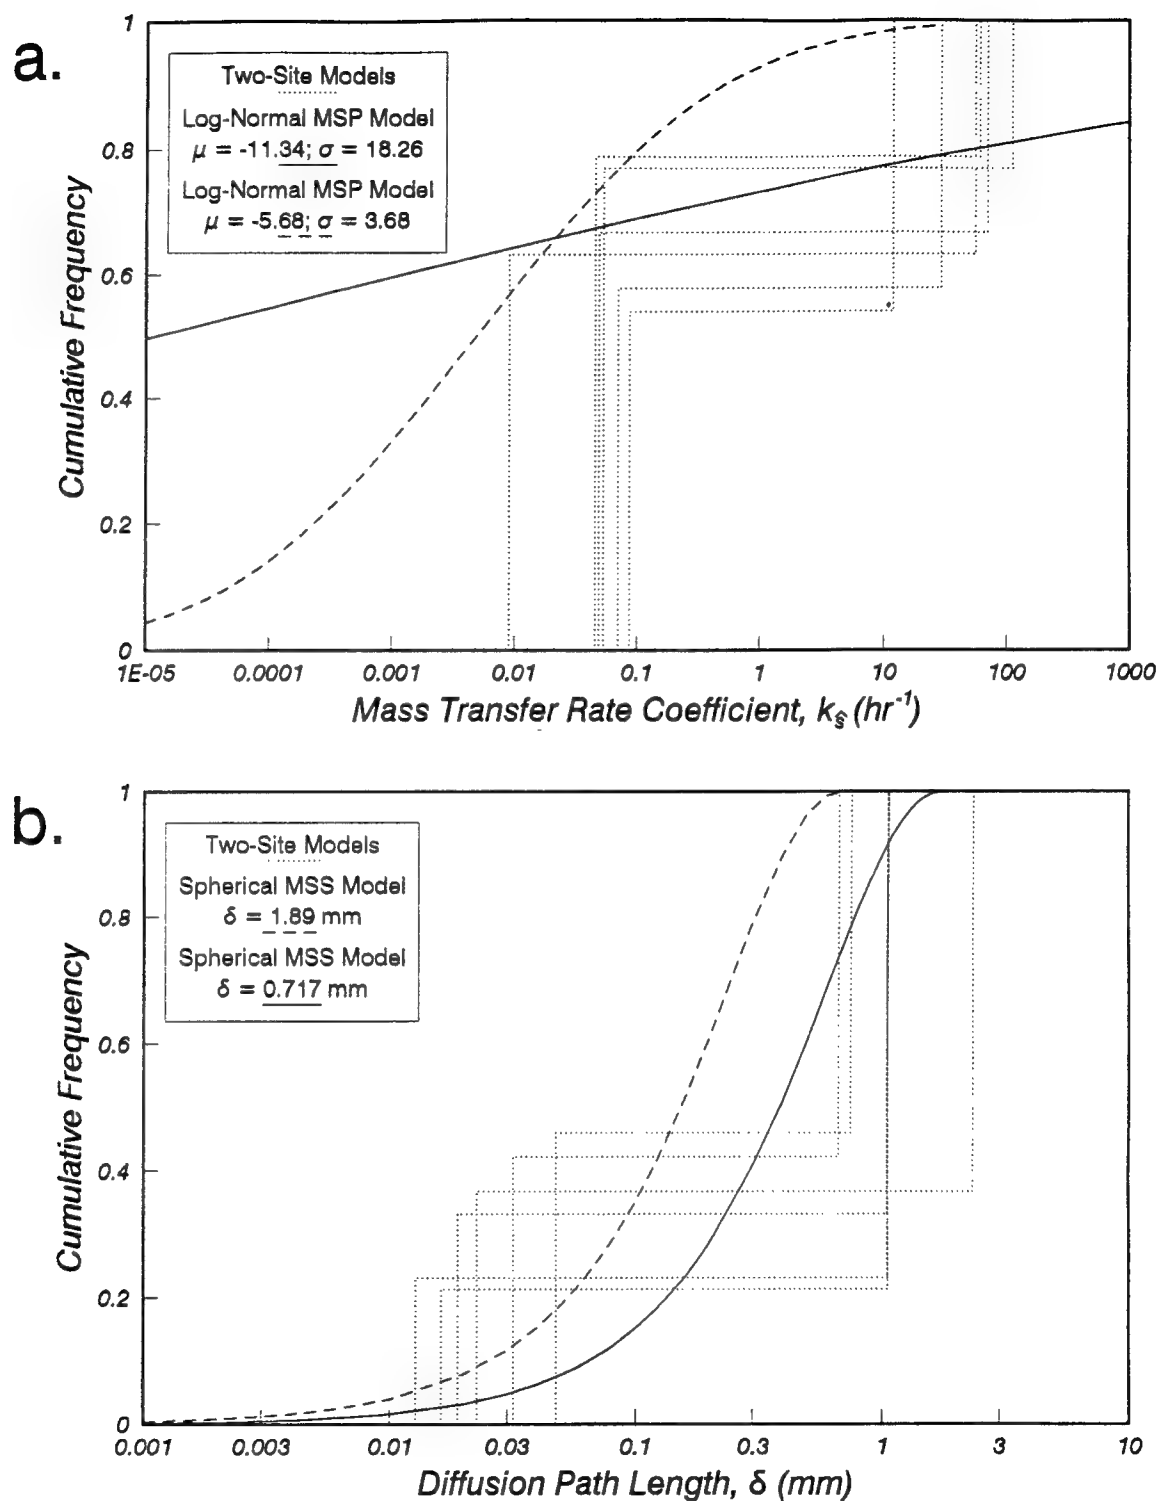 a.
1
0.8
0.6
0.4
0.2
0
Cumulative Frequency
Two-Site Models
Log-Normal MSP Model
μ = -11.34; σ = 18.26
Log-Normal MSP Model
μ = -5.68; σ = 3.68
1E-05 0.0001 0.001 0.01 0.1 1 10 100 1000
Mass Transfer Rate Coefficient, kŝ (hr⁻¹)
b.
1
0.8
0.6
0.4
0.2
0
Cumulative Frequency
Two-Site Models
Spherical MSS Model
δ = 1.89 mm
Spherical MSS Model
δ = 0.717 mm
0.001 0.003 0.01 0.03 0.1 0.3 1 3 10
Diffusion Path Length, δ (mm)